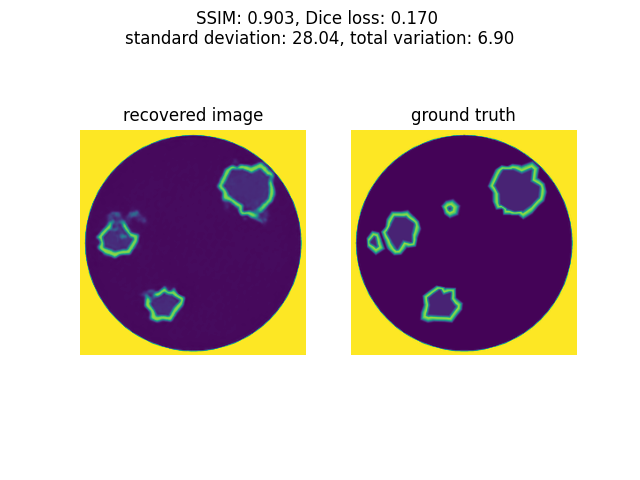 SSIM: 0.903, Dice loss: 0.170
standard deviation: 28.04, total variation: 6.90
recovered image
ground truth